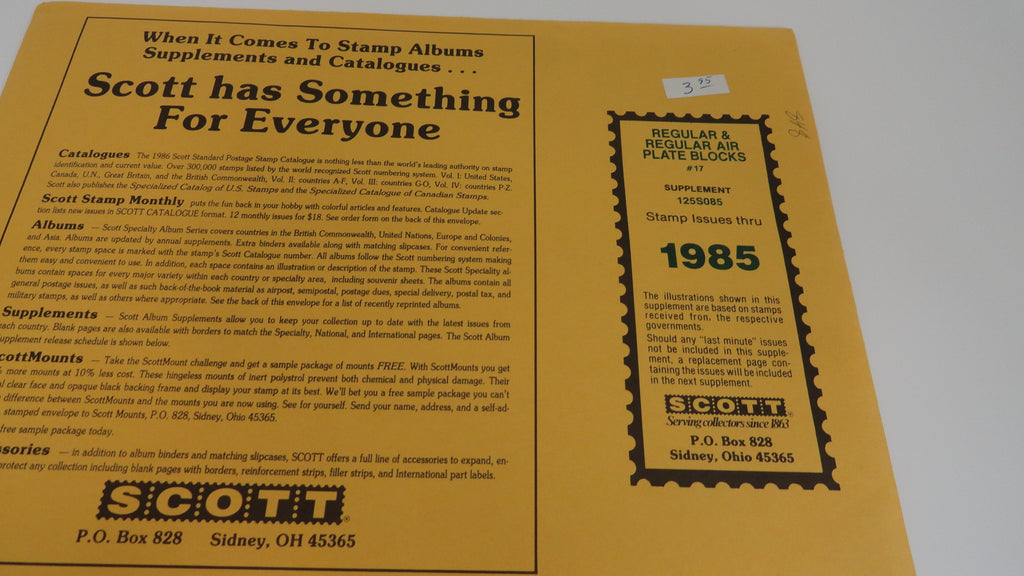 When It Comes To Stamp Albums
Supplements and Catalogues . . .
Scott has Something
For Everyone
Catalogues The 1986 Scott Standard Postage Stamp Catalogue is nothing less than the world's leading authority on stamp
identification and current value. Over 300,000 stamps listed by the world recognized Scott numbering system. Vol. I: United States,
Canada, U.N., Great Britain, and the British Commonwealth, Vol. II: countries A-F, Vol. III: countries G-O, Vol. IV: countries P-Z.
Scott also publishes the Specialized Catalog of U.S. Stamps and the Specialized Catalogue of Canadian Stamps.
Scott Stamp Monthly puts the fun back in your hobby with colorful articles and features. Catalogue Update sec-
tion lists new issues in SCOTT CATALOGUE format. 12 monthly issues for $18. See order form on the back of this envelope.
Albums — Scott Specialty Album Series covers countries in the British Commonwealth, United Nations, Europe and Colonies,
and Asia. Albums are updated by annual supplements. Extra binders available along with matching slipcases. For convenient refer-
ence, every stamp space is marked with the stamp's Scott Catalogue number. All albums follow the Scott numbering system making
them easy and convenient to use. In addition, each space contains an illustration or description of the stamp. These Scott Speciality al-
bums contain spaces for every major variety within each country or specialty area, including souvenir sheets. The albums contain all
general postage issues, as well as such back-of-the-book material as airpost, semipostal, postage dues, special delivery, postal tax, and
military stamps, as well as others where appropriate. See the back of this envelope for a list of recently reprinted albums.
Supplements — Scott Album Supplements allow you to keep your collection up to date with the latest issues from
each country. Blank pages are also available with borders to match the Specialty, National, and International pages. The Scott Album
upplement release schedule is shown below.
cottMounts — Take the ScottMount challenge and get a sample package of mounts FREE. With ScottMounts you get
more mounts at 10% less cost. These hingeless mounts of inert polystrol prevent both chemical and physical damage. Their
l clear face and opaque black backing frame and display your stamp at its best. We'll bet you a free sample package you can't
difference between ScottMounts and the mounts you are now using. See for yourself. Send your name, address, and a self-ad-
stamped envelope to Scott Mounts, P.O. 828, Sidney, Ohio 45365.
free sample package today.
ssories — in addition to album binders and matching slipcases, SCOTT offers a full line of accessories to expand, en-
protect any collection including blank pages with borders, reinforcement strips, filler strips, and International part labels.
SCOTT®
P.O. Box 828 Sidney, OH 45365
3 95
848
REGULAR &
REGULAR AIR
PLATE BLOCKS
#17
SUPPLEMENT
125S085
Stamp Issues thru
1985
The illustrations shown in this
supplement are based on stamps
received from, the respective
governments.
Should any "last minute" issues
not be included in this supple-
ment, a replacement page con-
taining the issues will be included
in the next supplement.
SCOTT®
Serving collectors since 1863
P.O. Box 828
Sidney, Ohio 45365